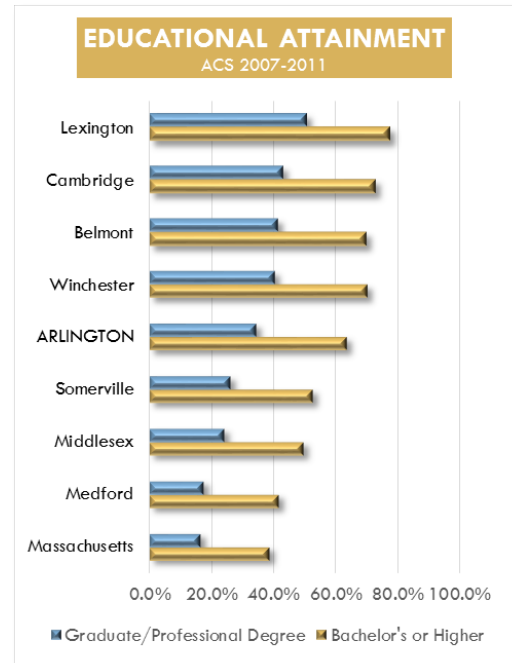 EDUCATIONAL ATTAINMENT
ACS 2007-2011
Lexington
Cambridge
Belmont
Winchester
ARLINGTON
Somerville
Middlesex
Medford
Massachusetts
0.0% 20.0% 40.0% 60.0% 80.0% 100.0%
Graduate/Professional Degree Bachelor's or Higher